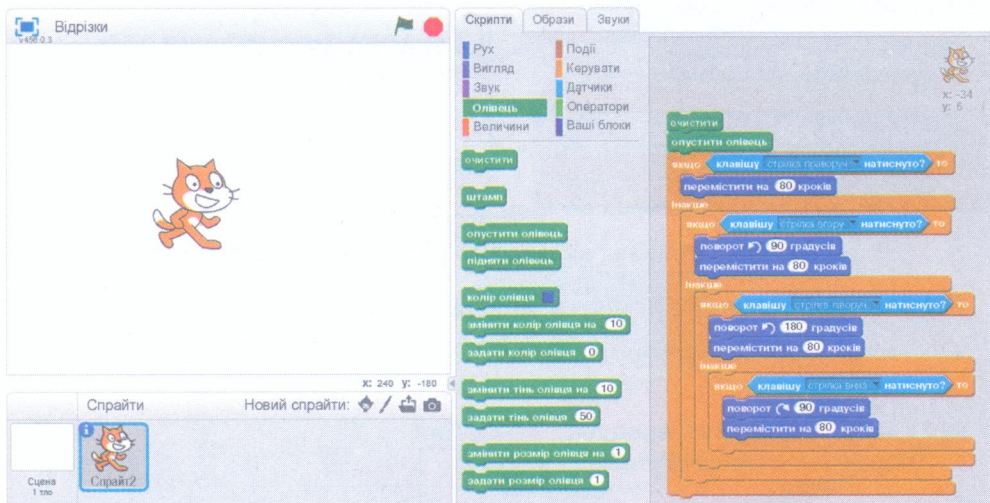 Відрізки
v456.0.3
X: 240 y: -180
Спрайти
Новий спрайти:
Сцена
1 тло
Спрайт2
Скрипти
Образи
Звуки
Рух
Вигляд
Звук
Олівець
Величини
Події
Керувати
Датчики
Оператори
Ваші блоки
очистити
штамп
опустити олівець
підняти олівець
колір олівця
змінити колір олівця на 10
задати колір олівця 0
змінити тінь олівця на 10
задати тінь олівця 50
змінити розмір олівця на 1
задати розмір олівця 1
x: -34
y: 6
очистити
опустити олівець
якщо клавішу стрілка праворуч натиснуто? то
перемістити на 80 кроків
інакше
якщо клавішу стрілка вгору натиснуто? то
поворот 90 градусів
перемістити на 80 кроків
інакше
якщо клавішу стрілка ліворуч натиснуто? то
поворот 180 градусів
перемістити на 80 кроків
інакше
якщо клавішу стрілка вниз натиснуто? то
поворот 90 градусів
перемістити на 80 кроків